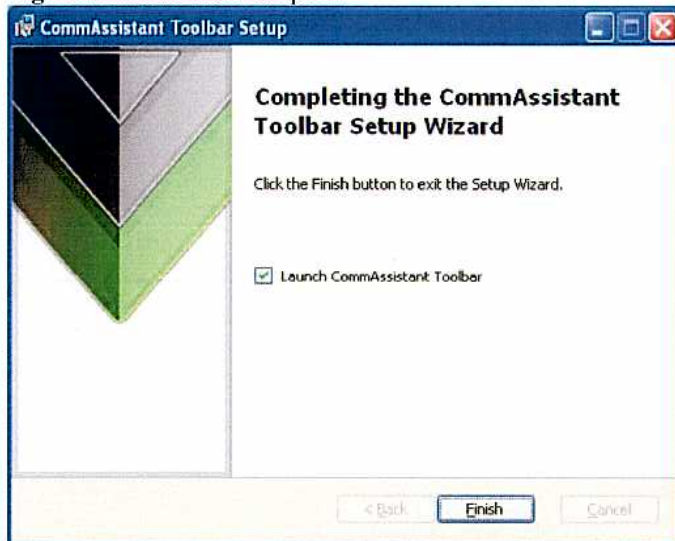 CommAssistant Toolbar Setup
Completing the CommAssistant
Toolbar Setup Wizard
Click the Finish button to exit the Setup Wizard.
Launch CommAssistant Toolbar
< Back
Finish
Cancel